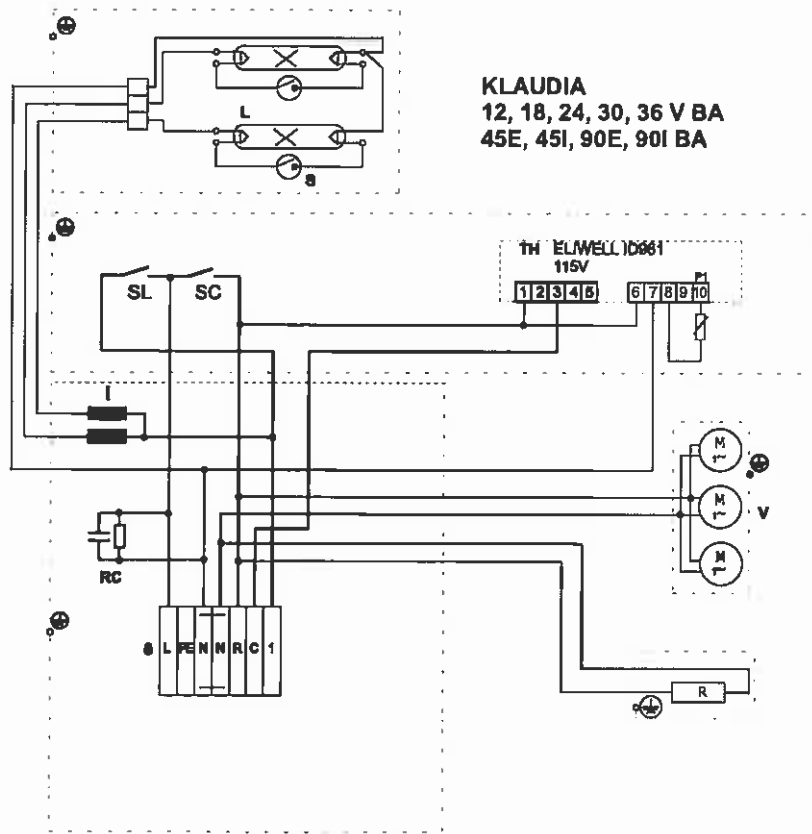 KLAUDIA
12, 18, 24, 30, 36 V BA
45E, 45I, 90E, 90I BA
L
S
TH ELIWELL ID961
115V
P1
1 2 3 4 5
6 7 8 9 10
SL
SC
I
M
1~
M
1~
V
M
1~
RC
S L PE N N R C 1
R